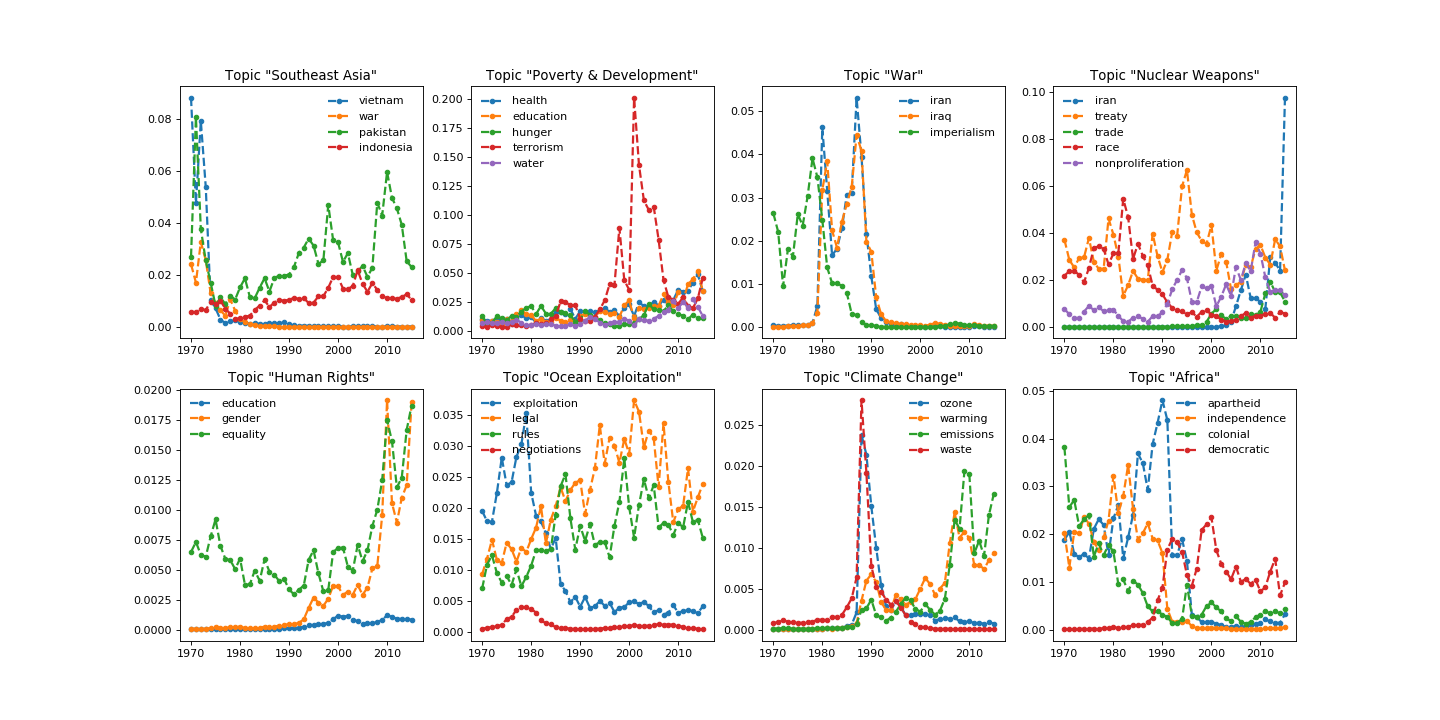 Topic "Southeast Asia"
vietnam
war
pakistan
indonesia
0.08
0.06
0.04
0.02
0.00
1970 1980 1990 2000 2010
Topic "Poverty & Development"
health
education
hunger
terrorism
water
0.200
0.175
0.150
0.125
0.100
0.075
0.050
0.025
0.000
1970 1980 1990 2000 2010
Topic "War"
iran
iraq
imperialism
0.05
0.04
0.03
0.02
0.01
0.00
1970 1980 1990 2000 2010
Topic "Nuclear Weapons"
iran
treaty
trade
race
nonproliferation
0.10
0.08
0.06
0.04
0.02
0.00
1970 1980 1990 2000 2010
Topic "Human Rights"
education
gender
equality
0.0200
0.0175
0.0150
0.0125
0.0100
0.0075
0.0050
0.0025
0.0000
1970 1980 1990 2000 2010
Topic "Ocean Exploitation"
exploitation
legal
rules
negotiations
0.035
0.030
0.025
0.020
0.015
0.010
0.005
0.000
1970 1980 1990 2000 2010
Topic "Climate Change"
ozone
warming
emissions
waste
0.025
0.020
0.015
0.010
0.005
0.000
1970 1980 1990 2000 2010
Topic "Africa"
apartheid
independence
colonial
democratic
0.05
0.04
0.03
0.02
0.01
0.00
1970 1980 1990 2000 2010